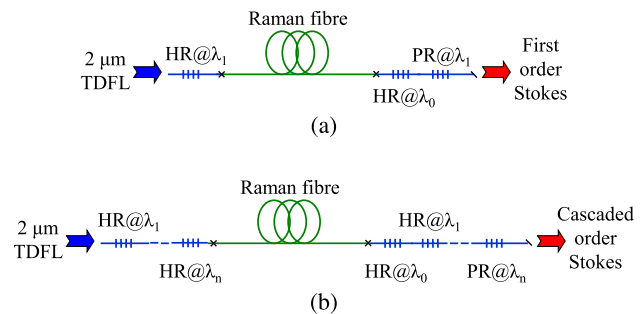 Raman fibre
2 μm
TDFL
HR@λ1
PR@λ1
HR@λ0
First
order
Stokes
(a)
Raman fibre
2 μm
TDFL
HR@λ1
HR@λn
HR@λ1
HR@λ0
PR@λn
Cascaded
order
Stokes
(b)